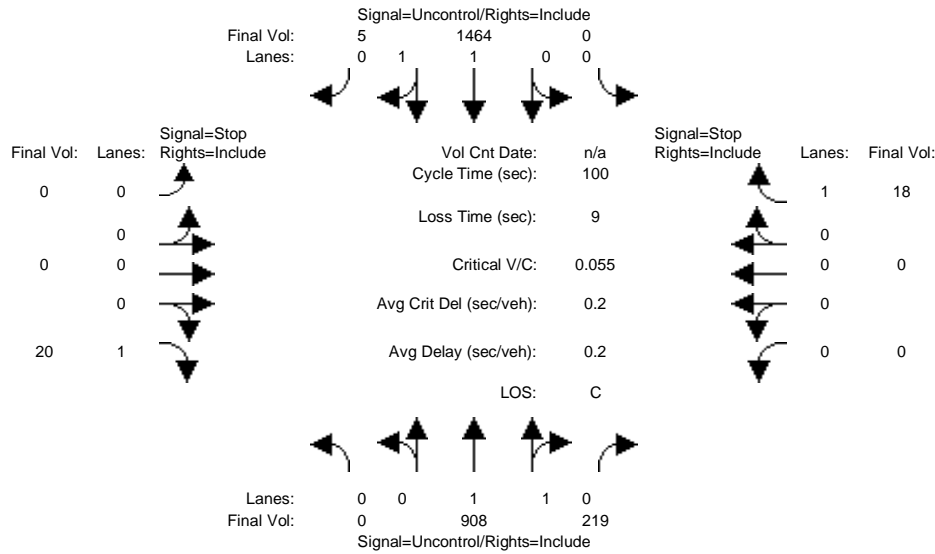 Signal=Uncontrol/Rights=Include
Final Vol: 5 1464 0
Lanes: 0 1 1 0 0
Signal=Stop
Final Vol: Lanes: Rights=Include
Vol Cnt Date: n/a
Signal=Stop
Rights=Include Lanes: Final Vol:
Cycle Time (sec): 100
0 0
1 18
Loss Time (sec): 9
0
0
0 0
Critical V/C: 0.055
0 0
0
Avg Crit Del (sec/veh): 0.2
0
20 1
Avg Delay (sec/veh): 0.2
0 0
LOS: C
Lanes: 0 0 1 1 0
Final Vol: 0 908 219
Signal=Uncontrol/Rights=Include